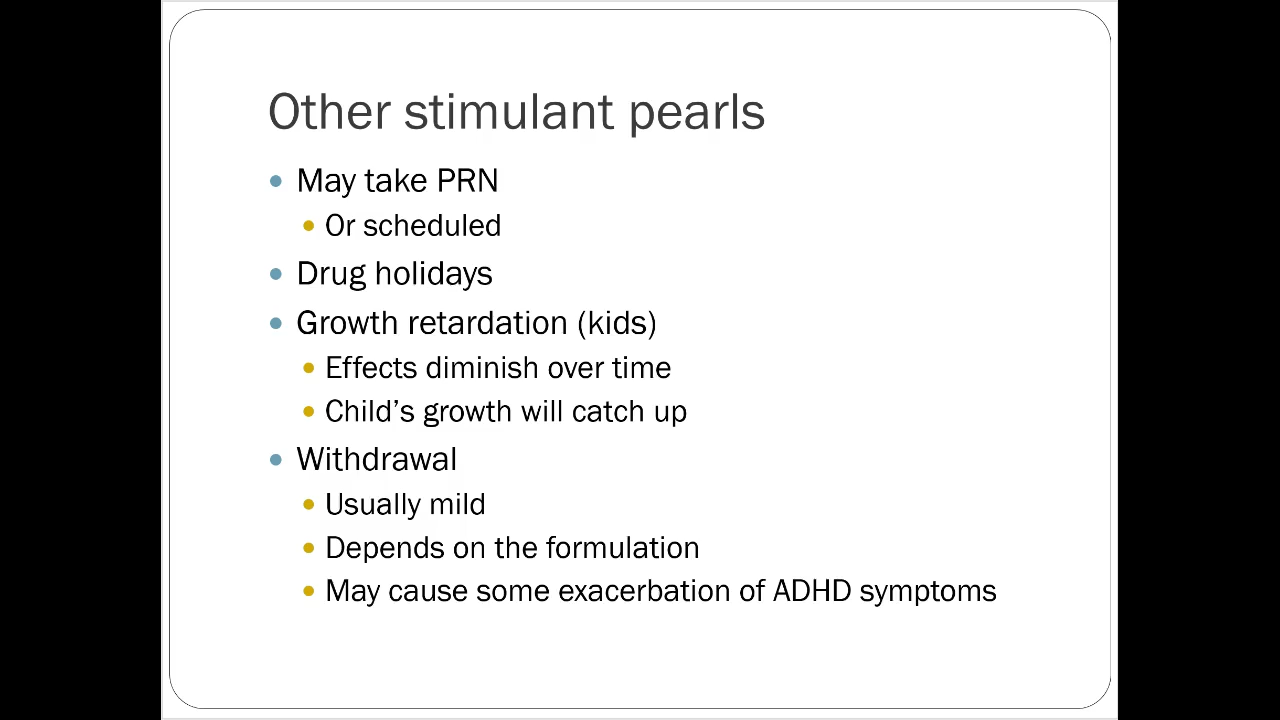 Other stimulant pearls
May take PRN
Or scheduled
Drug holidays
Growth retardation (kids)
Effects diminish over time
Child’s growth will catch up
Withdrawal
Usually mild
Depends on the formulation
May cause some exacerbation of ADHD symptoms